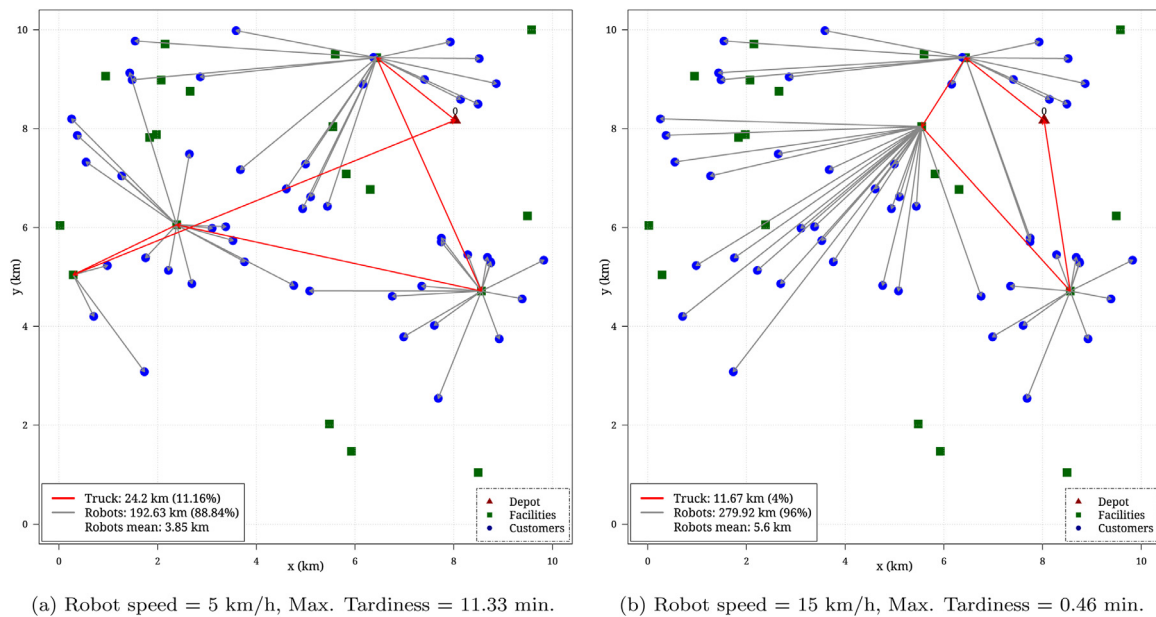 10
8
6
4
2
0
y (km)
0
Truck: 24.2 km (11.16%)
Robots: 192.63 km (88.84%)
Robots mean: 3.85 km
Depot
Facilities
Customers
0 2 4 6 8 10
x (km)
(a) Robot speed = 5 km/h, Max. Tardiness = 11.33 min.
10
8
6
4
2
0
y (km)
0
Truck: 11.67 km (4%)
Robots: 279.92 km (96%)
Robots mean: 5.6 km
Depot
Facilities
Customers
0 2 4 6 8 10
x (km)
(b) Robot speed = 15 km/h, Max. Tardiness = 0.46 min.